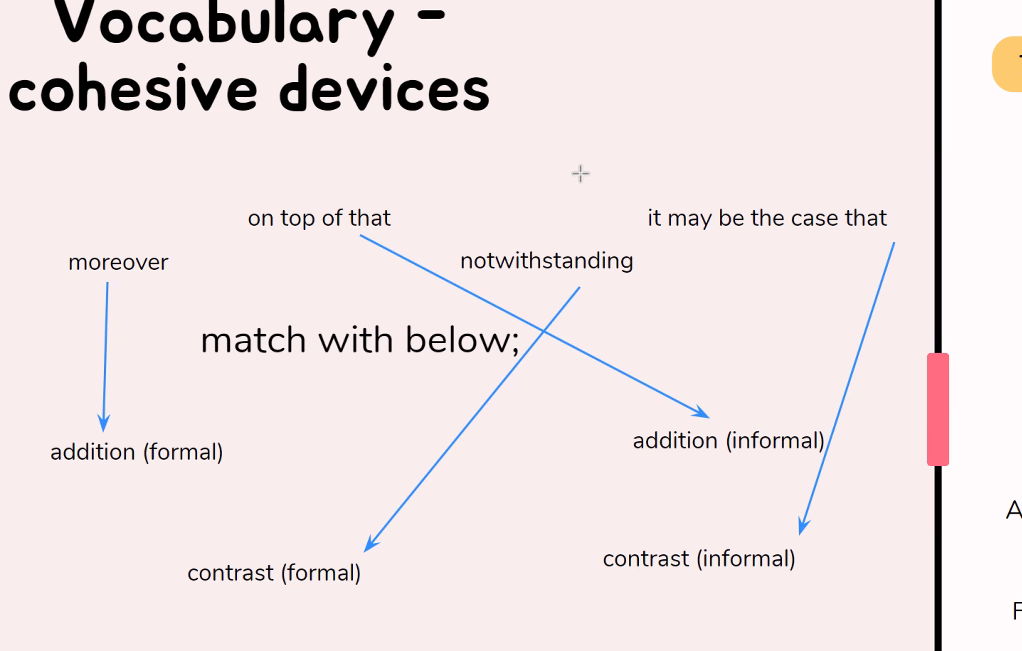 Vocabulary -
cohesive devices
on top of that
it may be the case that
moreover
notwithstanding
match with below;
addition (formal)
addition (informal)
contrast (formal)
contrast (informal)
A
F